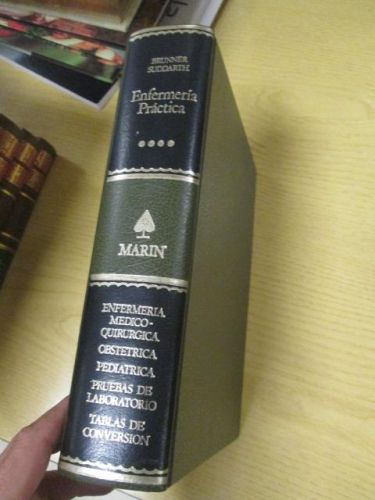 BRUNNER
SUDDARTH
Enfermería
Práctica
MARIN
ENFERMERIA
MEDICO-
QUIRURGICA
OBSTETRICA
PEDIATRICA
PRUEBAS DE
LABORATORIO
TABLAS DE
CONVERSION